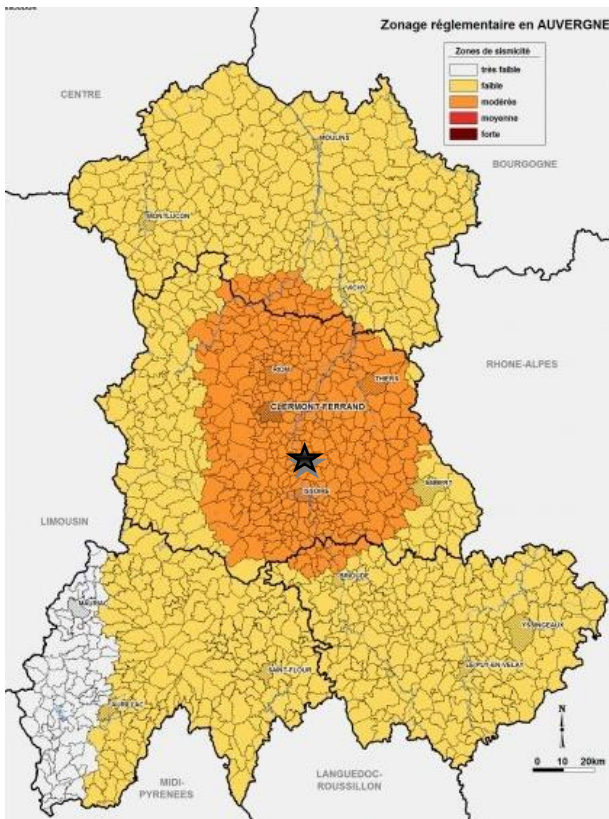 Zonage réglementaire en AUVERGNE
Zones de sismicité
très faible
faible
modérée
moyenne
forte
CENTRE
MOULINS
BOURGOGNE
MONTLUCON
VICHY
RHONE-ALPES
RIOM
THIERS
CLERMONT-FERRAND
ISSOIRE
AMBERT
LIMOUSIN
BRIOUDE
MAURIAC
YSSINGEAUX
SAINT-FLOUR
LE PUY-EN-VELAY
AURILLAC
N
0 10 20km
MIDI-
PYRENEES
LANGUEDOC-
ROUSSILLON